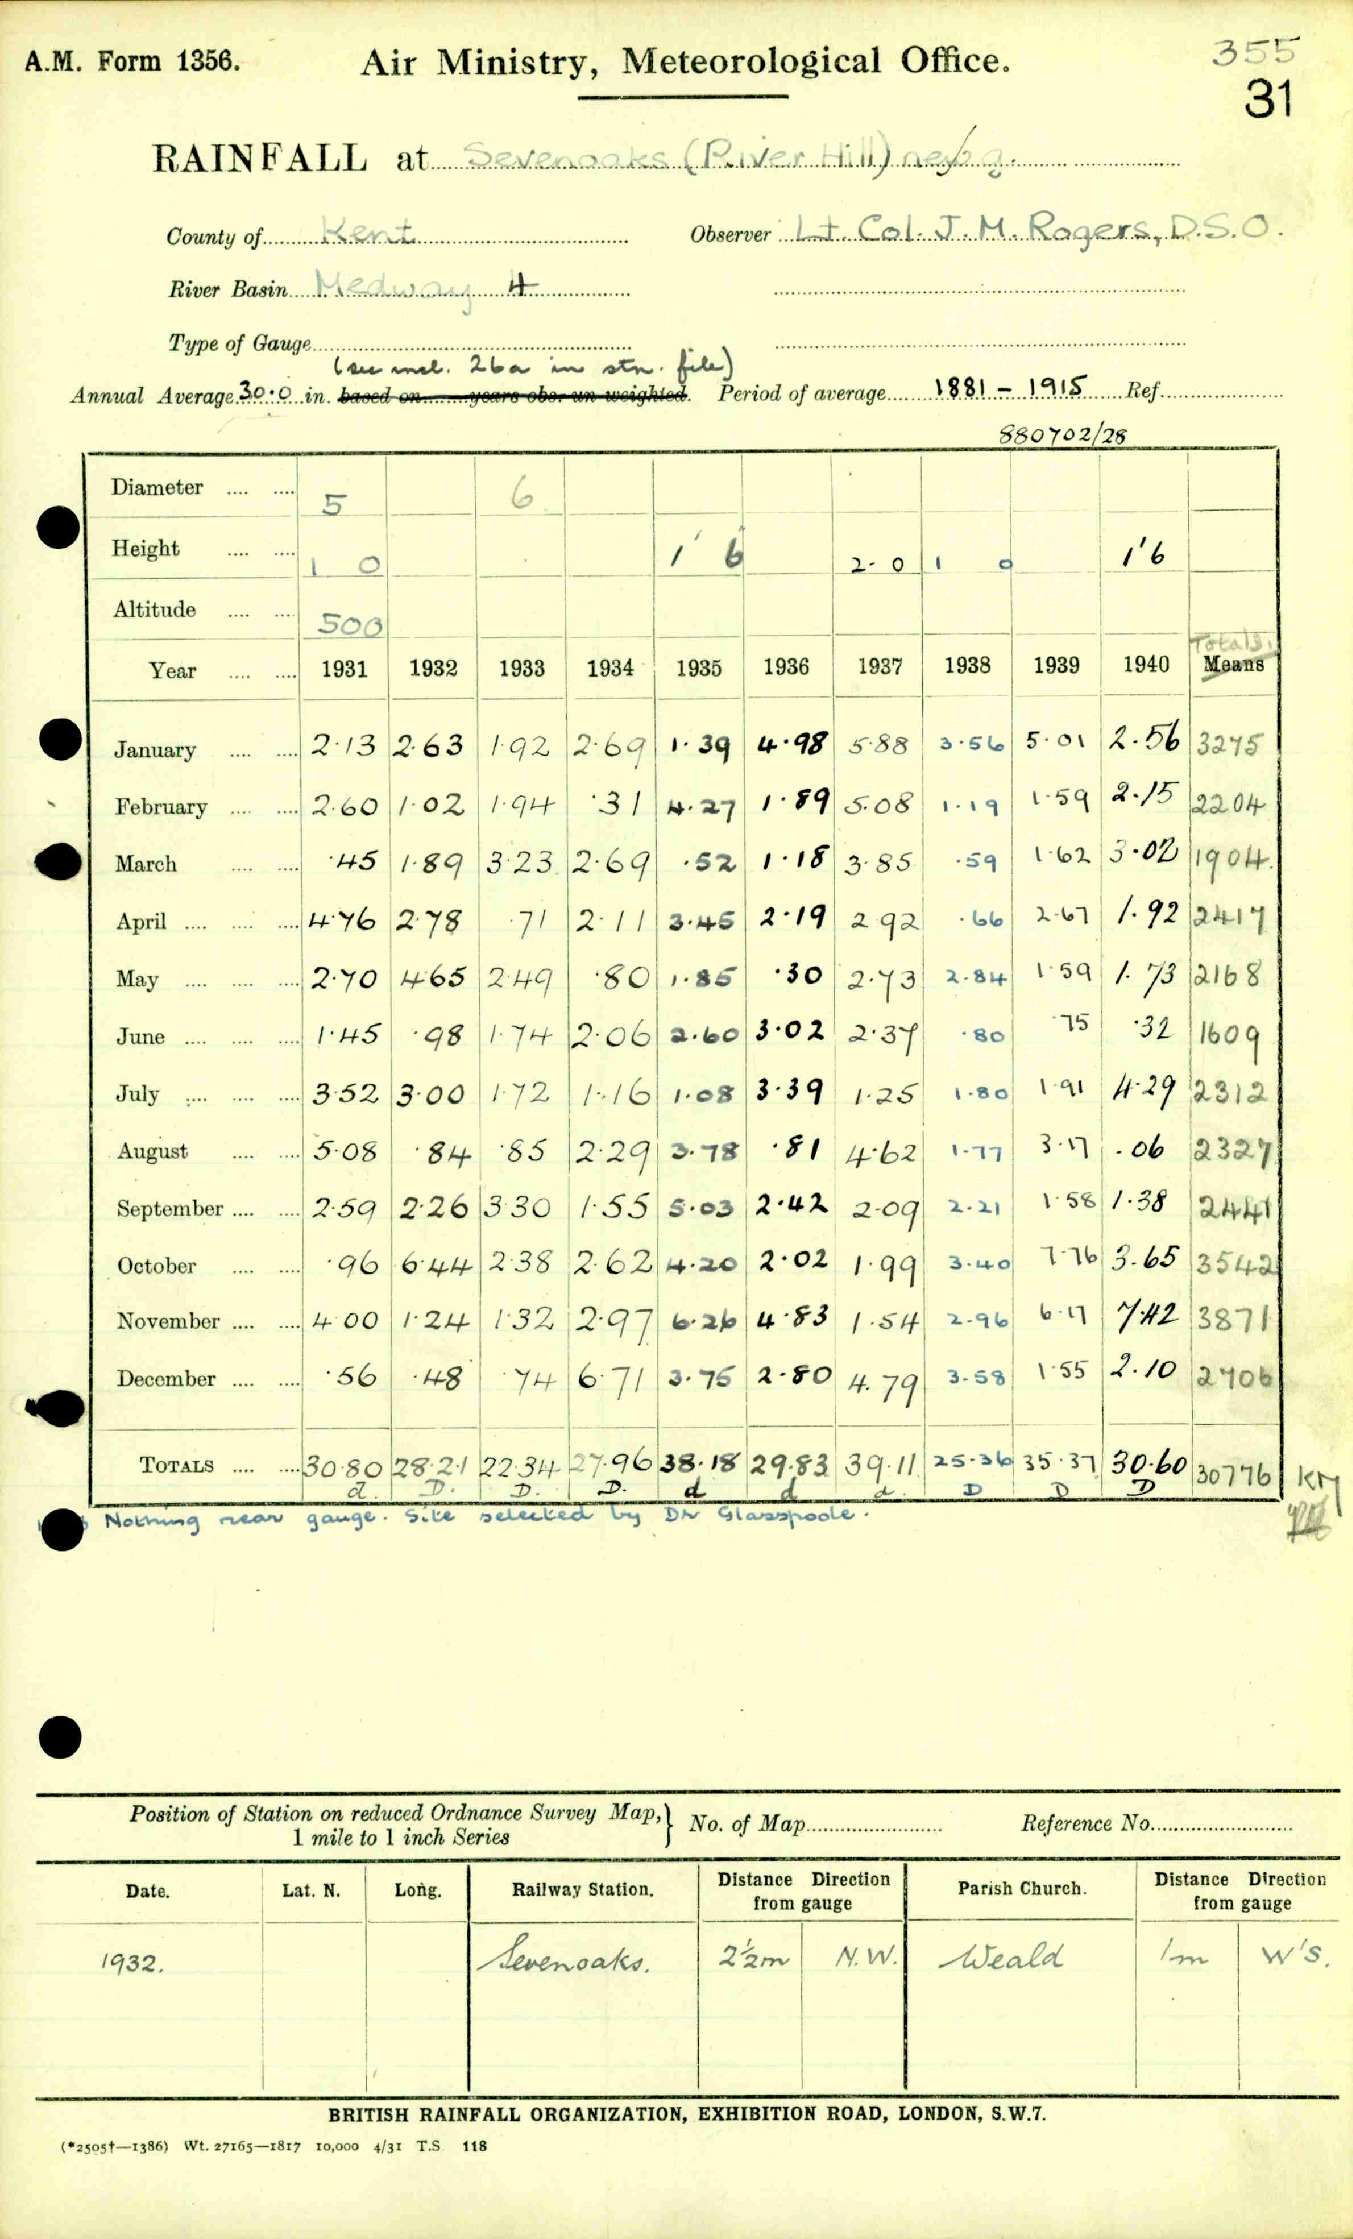 A.M. Form 1356.
Air Ministry, Meteorological Office.
355
31
RAINFALL at Sevenoaks (River Hill)
County of Kent
Observer Lt. Col. J. M. Rogers, D.S.O.
River Basin Medway 4
Type of Gauge
(see incl. 26a in stn. file)
Annual Average 30·0 in. based on years obs. un weighted. Period of average 1881 - 1915 Ref.
880702/28
Diameter 5 6
Height 1 0 1' 6 2·0 1 0 1'6
Altitude 500
Totals.
Year 1931 1932 1933 1934 1935 1936 1937 1938 1939 1940 Means
January 2·13 2·63 1·92 2·69 1·39 4·98 5·88 3·56 5·01 2·56 3275
February 2·60 1·02 1·94 ·31 4·27 1·89 5·08 1·19 1·59 2·15 2204
March ·45 1·89 3·23 2·69 ·52 1·18 3·85 ·59 1·62 3·02 1904
April 4·76 2·78 ·71 2·11 3·45 2·19 2·92 ·66 2·67 1·92 2417
May 2·70 4·65 2·49 ·80 1·85 ·30 2·73 2·84 1·59 1·73 2168
June 1·45 ·98 1·74 2·06 2·60 3·02 2·37 ·80 ·75 ·32 1609
July 3·52 3·00 1·72 1·16 1·08 3·39 1·25 1·80 1·91 4·29 2312
August 5·08 ·84 ·85 2·29 3·78 ·81 4·62 1·77 3·17 ·06 2327
September 2·59 2·26 3·30 1·55 5·03 2·42 2·09 2·21 1·58 1·38 2441
October ·96 6·44 2·38 2·62 4·20 2·02 1·99 3·40 7·76 3·65 3542
November 4·00 1·24 1·32 2·97 6·26 4·83 1·54 2·96 6·17 7·42 3871
December ·56 ·48 ·74 6·71 3·75 2·80 4·79 3·58 1·55 2·10 2706
Totals 30·80 28·21 22·34 27·96 38·18 29·83 39·11 25·36 35·37 30·60 30776 KM
d. D. D. D. d d d. D D D
Nothing near gauge. Site selected by Dr Glasspoole.
Position of Station on reduced Ordnance Survey Map, 1 mile to 1 inch Series } No. of Map Reference No.
Date. Lat. N. Long. Railway Station. Distance Direction from gauge Parish Church. Distance Direction from gauge
1932. Sevenoaks. 2½m N.W. Weald 1m W'S.
BRITISH RAINFALL ORGANIZATION, EXHIBITION ROAD, LONDON, S.W.7.
(*2505†—1386) Wt. 27165—1817 10,000 4/31 T.S. 118